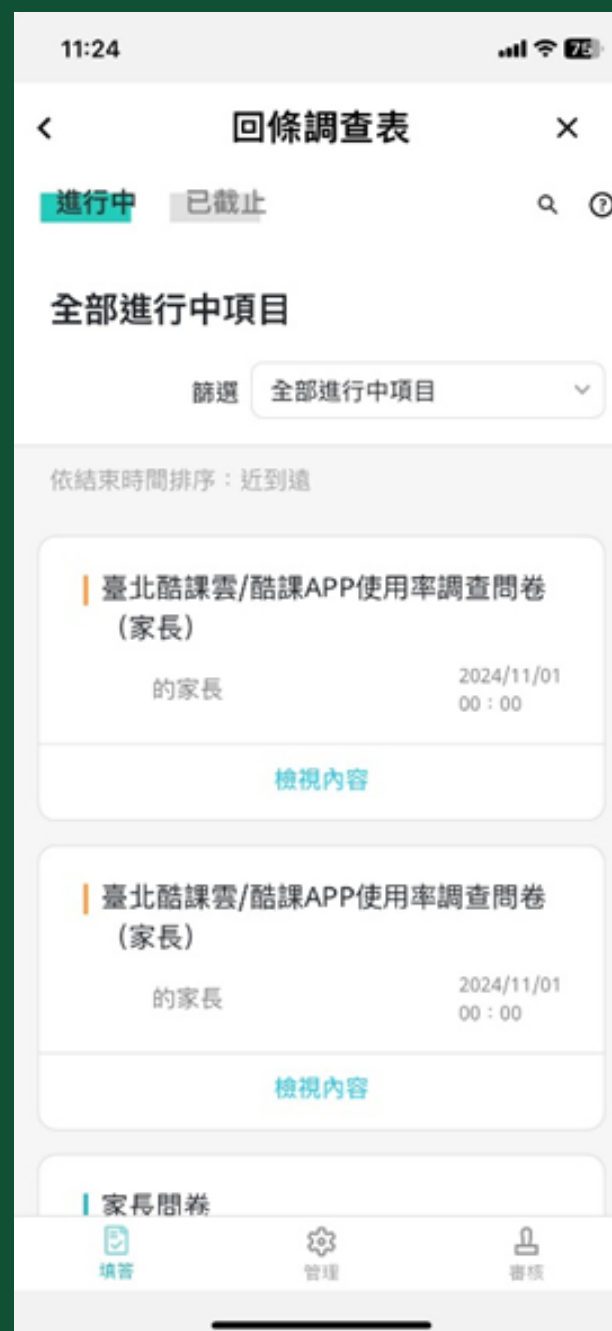 11:24
75
回條調查表
進行中 已截止
全部進行中項目
篩選 全部進行中項目
依結束時間排序：近到遠
臺北酷課雲/酷課APP使用率調查問卷
（家長）
的家長
2024/11/01
00：00
檢視內容
臺北酷課雲/酷課APP使用率調查問卷
（家長）
的家長
2024/11/01
00：00
檢視內容
家長問卷
填答 管理 審核